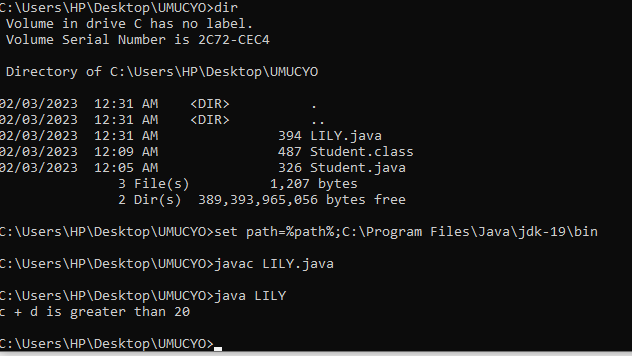 C:\Users\HP\Desktop\UMUCYO>dir
Volume in drive C has no label.
Volume Serial Number is 2C72-CEC4
Directory of C:\Users\HP\Desktop\UMUCYO
02/03/2023  12:31 AM    <DIR>          .
02/03/2023  12:31 AM    <DIR>          ..
02/03/2023  12:31 AM               394 LILY.java
02/03/2023  12:09 AM               487 Student.class
02/03/2023  12:05 AM               326 Student.java
3 File(s)          1,207 bytes
2 Dir(s)  389,393,965,056 bytes free
C:\Users\HP\Desktop\UMUCYO>set path=%path%;C:\Program Files\Java\jdk-19\bin
C:\Users\HP\Desktop\UMUCYO>javac LILY.java
C:\Users\HP\Desktop\UMUCYO>java LILY
c + d is greater than 20
C:\Users\HP\Desktop\UMUCYO>